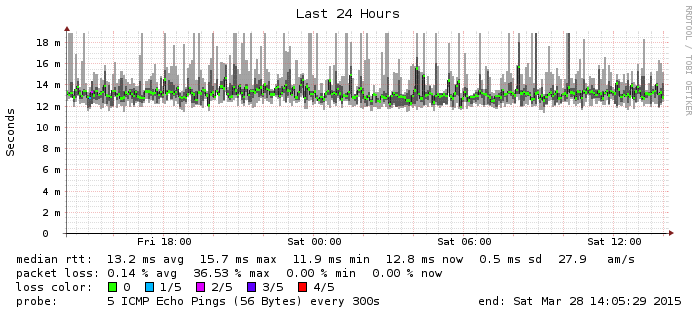 Last 24 Hours
RRDTOOL / TOBI OETIKER
Seconds
18 m
16 m
14 m
12 m
10 m
8 m
6 m
4 m
2 m
0
Fri 18:00 Sat 00:00 Sat 06:00 Sat 12:00
median rtt: 13.2 ms avg 15.7 ms max 11.9 ms min 12.8 ms now 0.5 ms sd 27.9 am/s
packet loss: 0.14 % avg 36.53 % max 0.00 % min 0.00 % now
loss color: 0 1/5 2/5 3/5 4/5
probe: 5 ICMP Echo Pings (56 Bytes) every 300s end: Sat Mar 28 14:05:29 2015